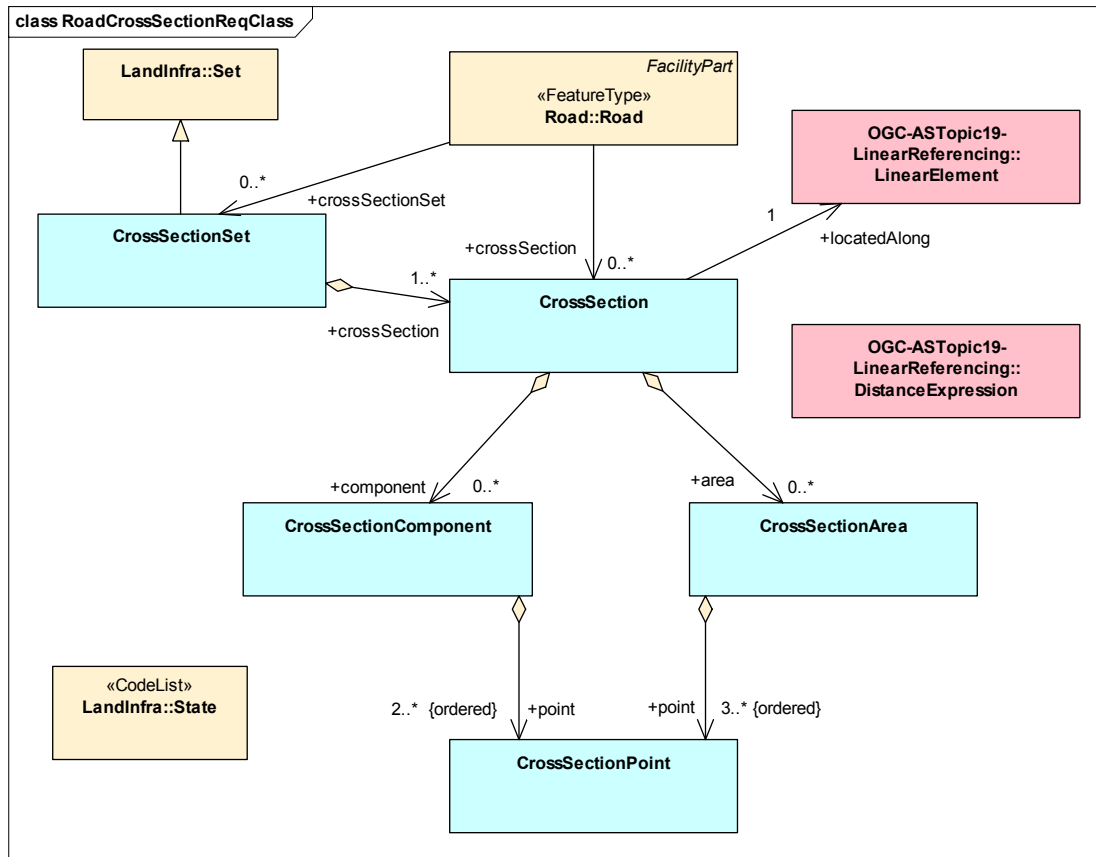 class RoadCrossSectionReqClass
LandInfra::Set
FacilityPart
«FeatureType»
Road::Road
OGC-ASTopic19-
LinearReferencing::
LinearElement
0..*
+crossSectionSet
1
+locatedAlong
CrossSectionSet
+crossSection
0..*
1..*
+crossSection
CrossSection
OGC-ASTopic19-
LinearReferencing::
DistanceExpression
+component
0..*
+area
0..*
CrossSectionComponent
CrossSectionArea
«CodeList»
LandInfra::State
2..* {ordered}
+point
+point
3..* {ordered}
CrossSectionPoint